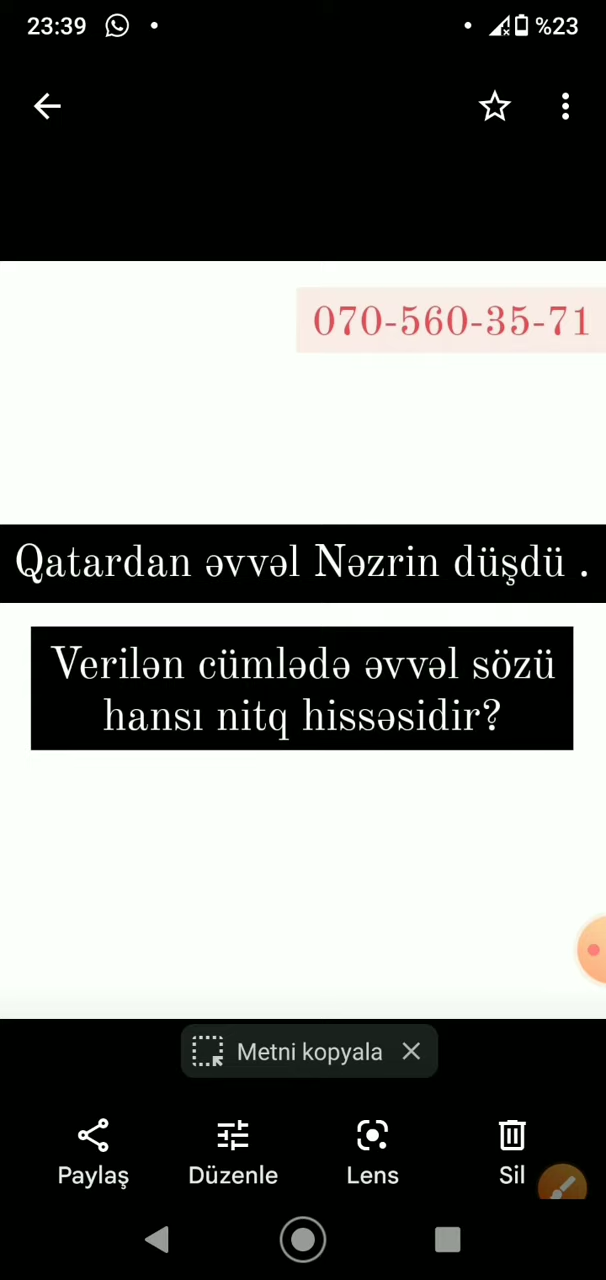 23:39
%23
070-560-35-71
Qatardan əvvəl Nəzrin düşdü .
Verilən cümlədə əvvəl sözü
hansı nitq hissəsidir?
Metni kopyala
Paylaş Düzenle Lens Sil